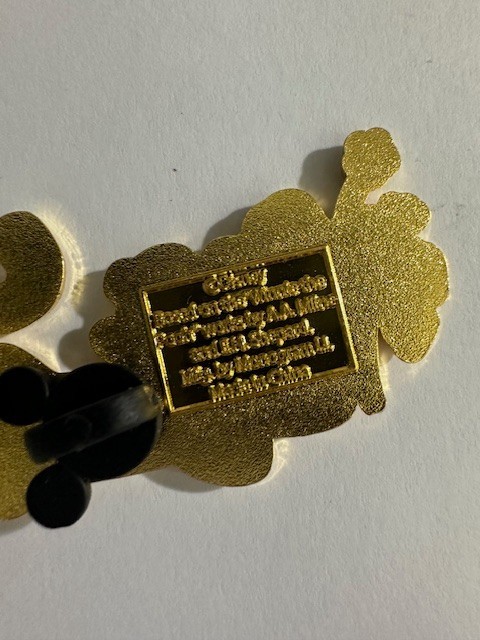 ©Disney
Based on the "Winnie the
Pooh" works by A.A. Milne
and E.H. Shepard.
Mfg. by Monogram Int.
Made in China